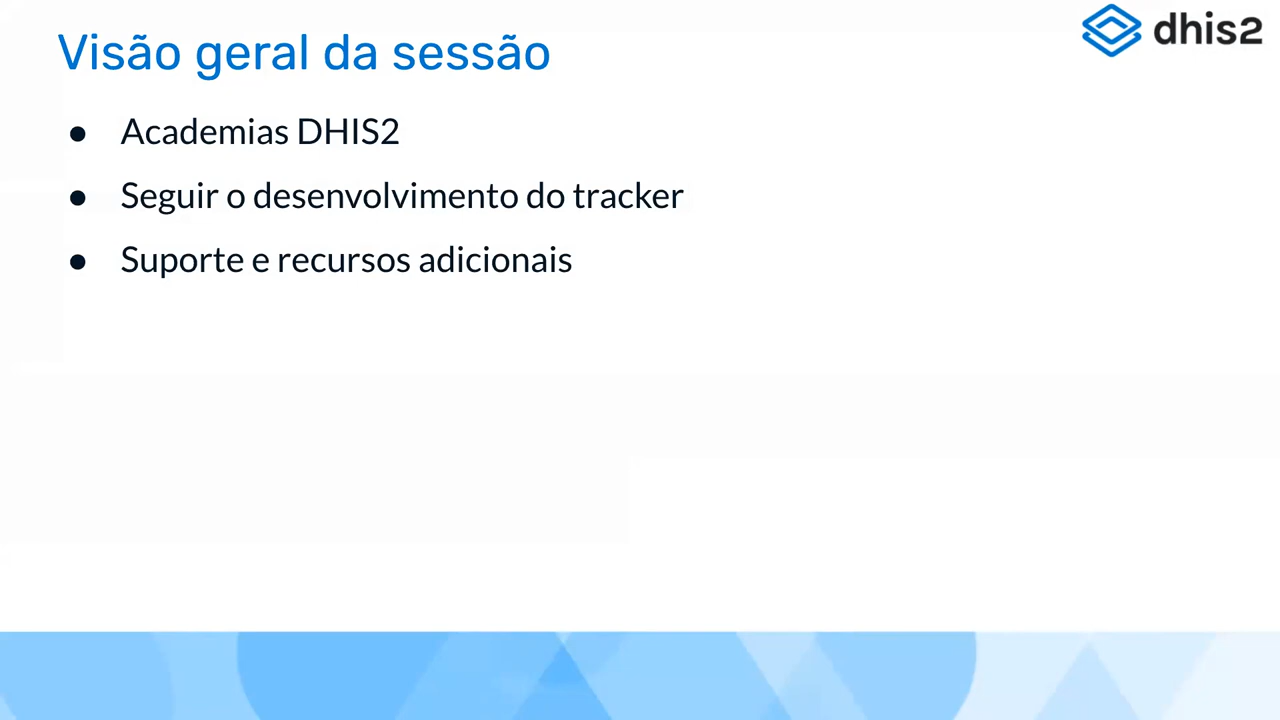 Visão geral da sessão
dhis2
● Academias DHIS2
● Seguir o desenvolvimento do tracker
● Suporte e recursos adicionais